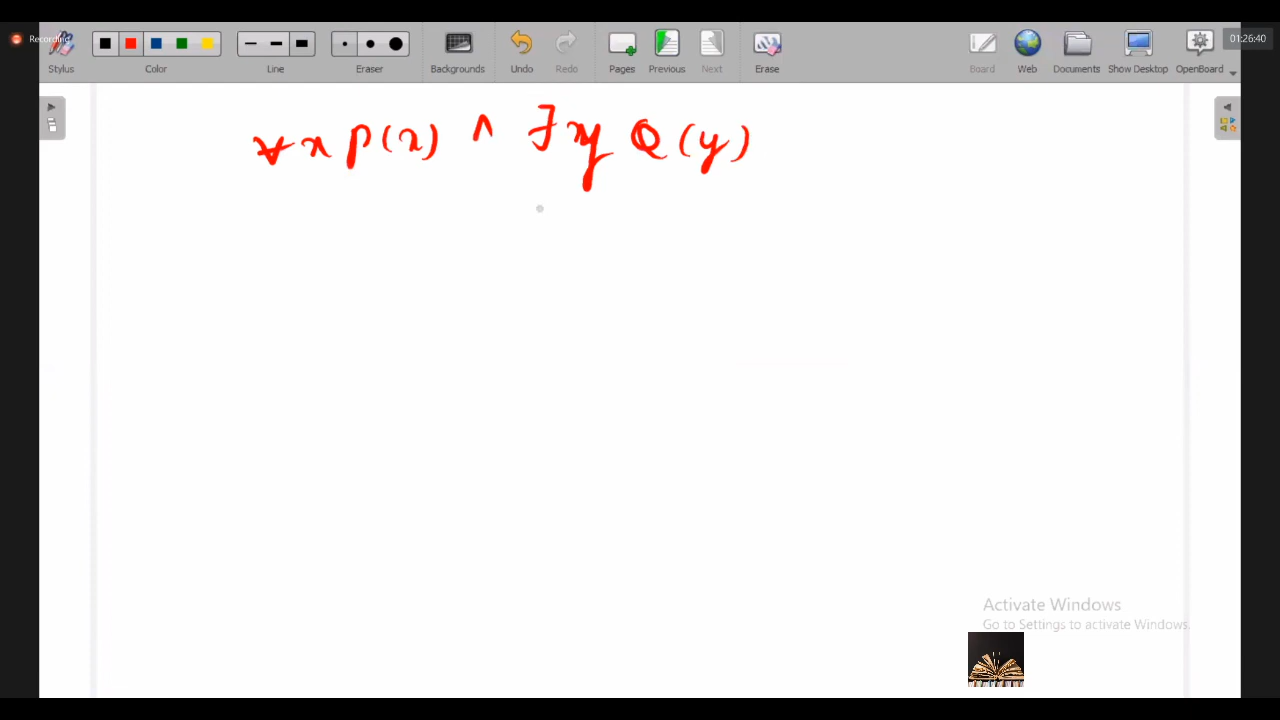 Recording
01:26:40
Stylus Color Line Eraser Backgrounds Undo Redo Pages Previous Next Erase Board Web Documents Show Desktop OpenBoard
∀x P(x) ∧ ∃y Q(y)
Activate Windows
Go to Settings to activate Windows.